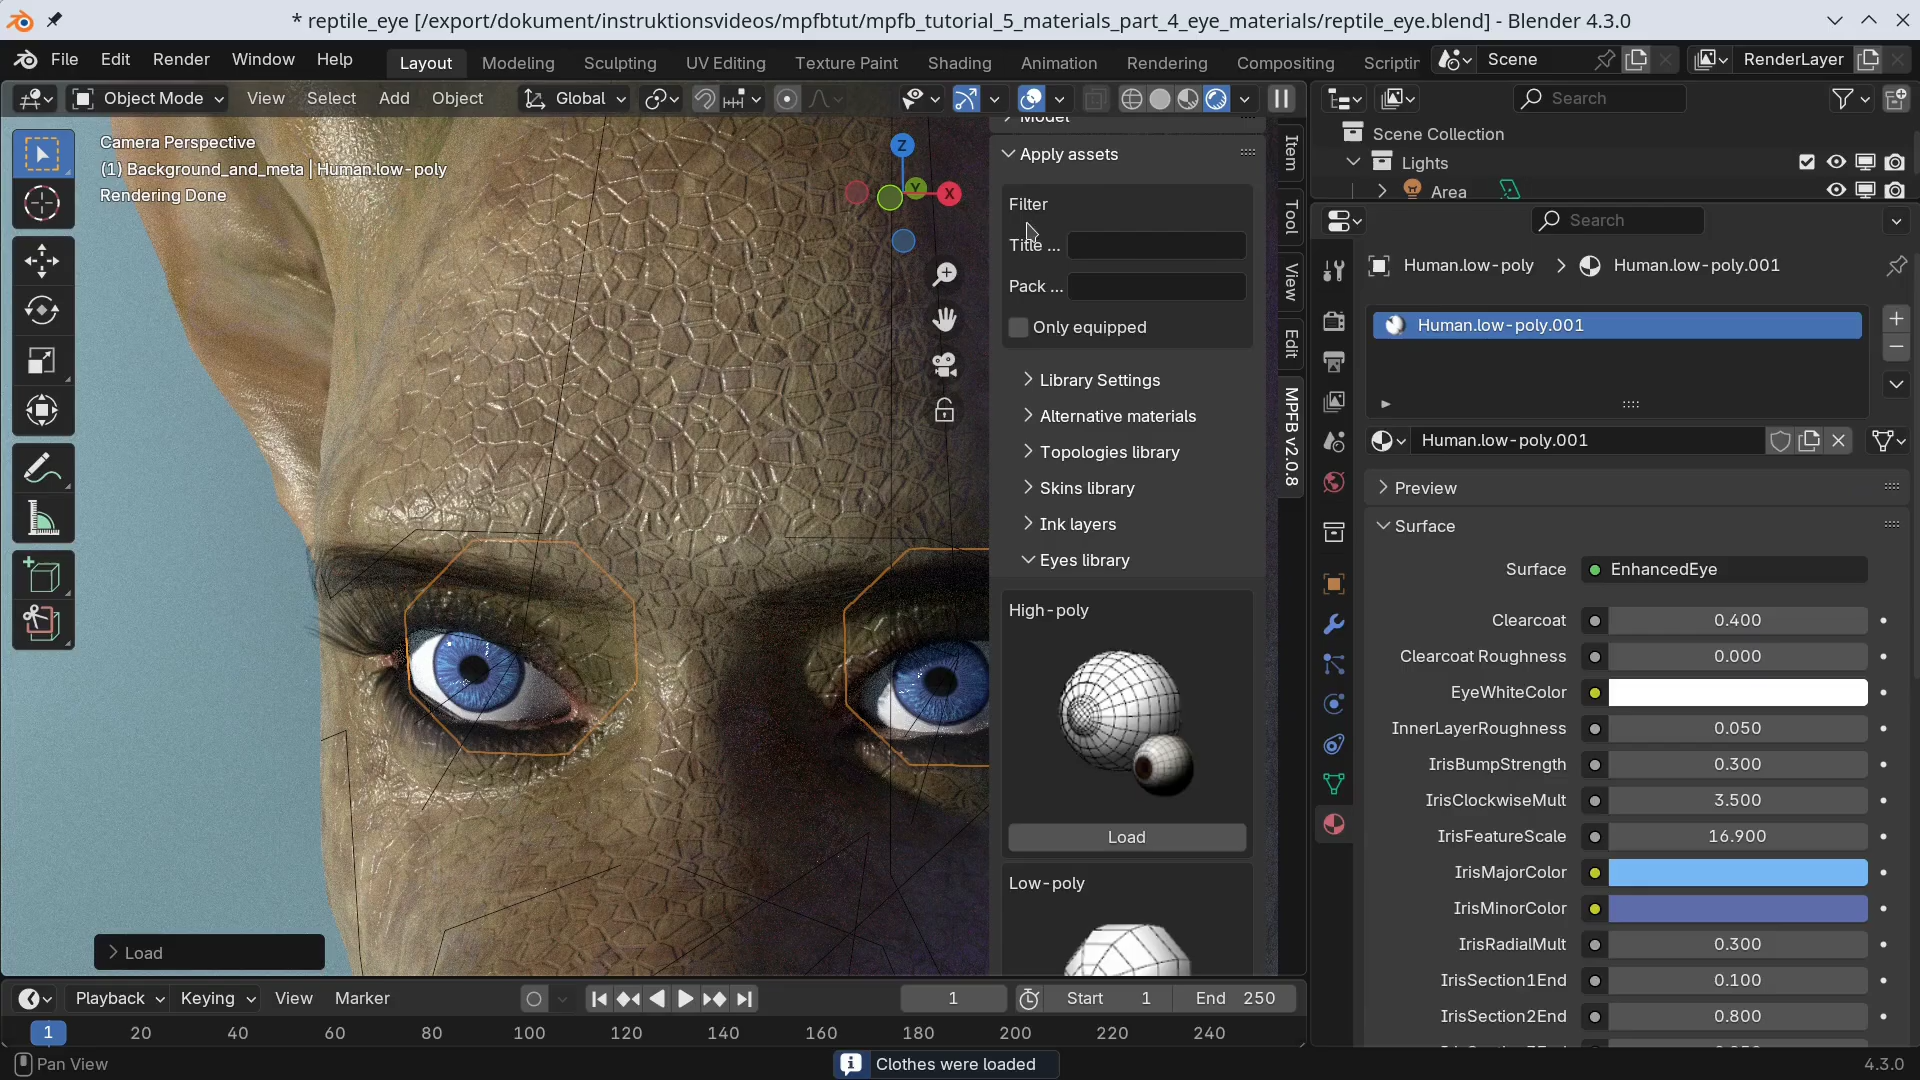 * reptile_eye [/export/dokument/instruktionsvideos/mpfbtut/mpfb_tutorial_5_materials_part_4_eye_materials/reptile_eye.blend] - Blender 4.3.0
File Edit Render Window Help Layout Modeling Sculpting UV Editing Texture Paint Shading Animation Rendering Compositing Scriptin Scene RenderLayer
Object Mode View Select Add Object Global Search
Camera Perspective
(1) Background_and_meta | Human.low-poly
Rendering Done
Z
Y
X
Model
Apply assets
Filter
Title ...
Pack ...
Only equipped
Library Settings
Alternative materials
Topologies library
Skins library
Ink layers
Eyes library
High-poly
Load
Low-poly
Item
Tool
View
Edit
MPFB v2.0.8
Load
Scene Collection
Lights
Area
Search
Human.low-poly > Human.low-poly.001
Human.low-poly.001
Human.low-poly.001
Preview
Surface
Surface EnhancedEye
Clearcoat 0.400
Clearcoat Roughness 0.000
EyeWhiteColor
InnerLayerRoughness 0.050
IrisBumpStrength 0.300
IrisClockwiseMult 3.500
IrisFeatureScale 16.900
IrisMajorColor
IrisMinorColor
IrisRadialMult 0.300
IrisSection1End 0.100
IrisSection2End 0.800
Playback Keying View Marker 1 Start 1 End 250
1 20 40 60 80 100 120 140 160 180 200 220 240
Pan View Clothes were loaded 4.3.0